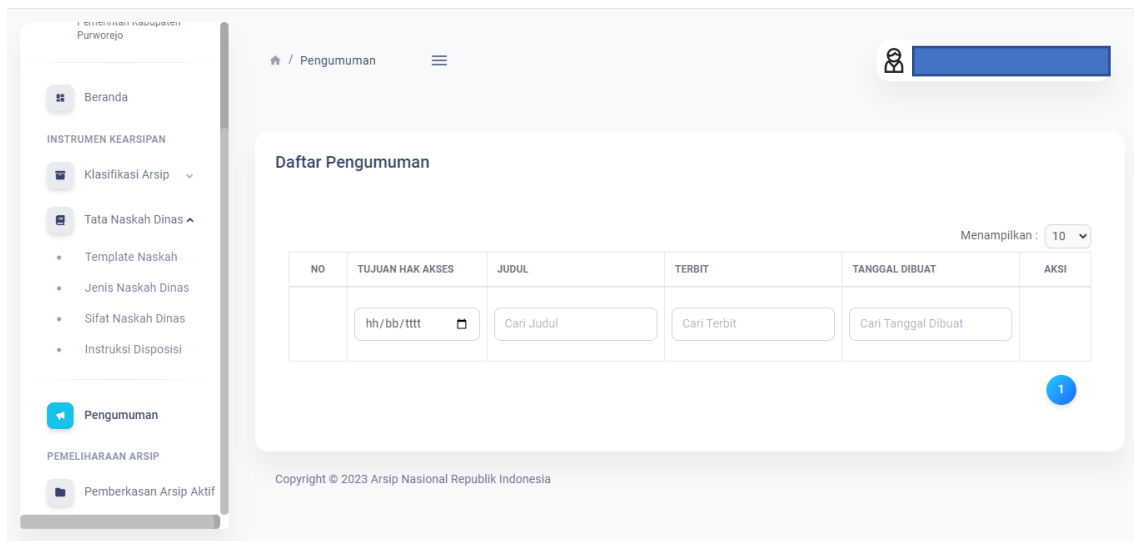 Pemerintah Kabupaten
Purworejo
Beranda
INSTRUMEN KEARSIPAN
Klasifikasi Arsip
Tata Naskah Dinas
Template Naskah
Jenis Naskah Dinas
Sifat Naskah Dinas
Instruksi Disposisi
Pengumuman
PEMELIHARAAN ARSIP
Pemberkasan Arsip Aktif
/ Pengumuman
Daftar Pengumuman
Menampilkan : 10
NO TUJUAN HAK AKSES JUDUL TERBIT TANGGAL DIBUAT AKSI
hh/bb/tttt Cari Judul Cari Terbit Cari Tanggal Dibuat
1
Copyright © 2023 Arsip Nasional Republik Indonesia